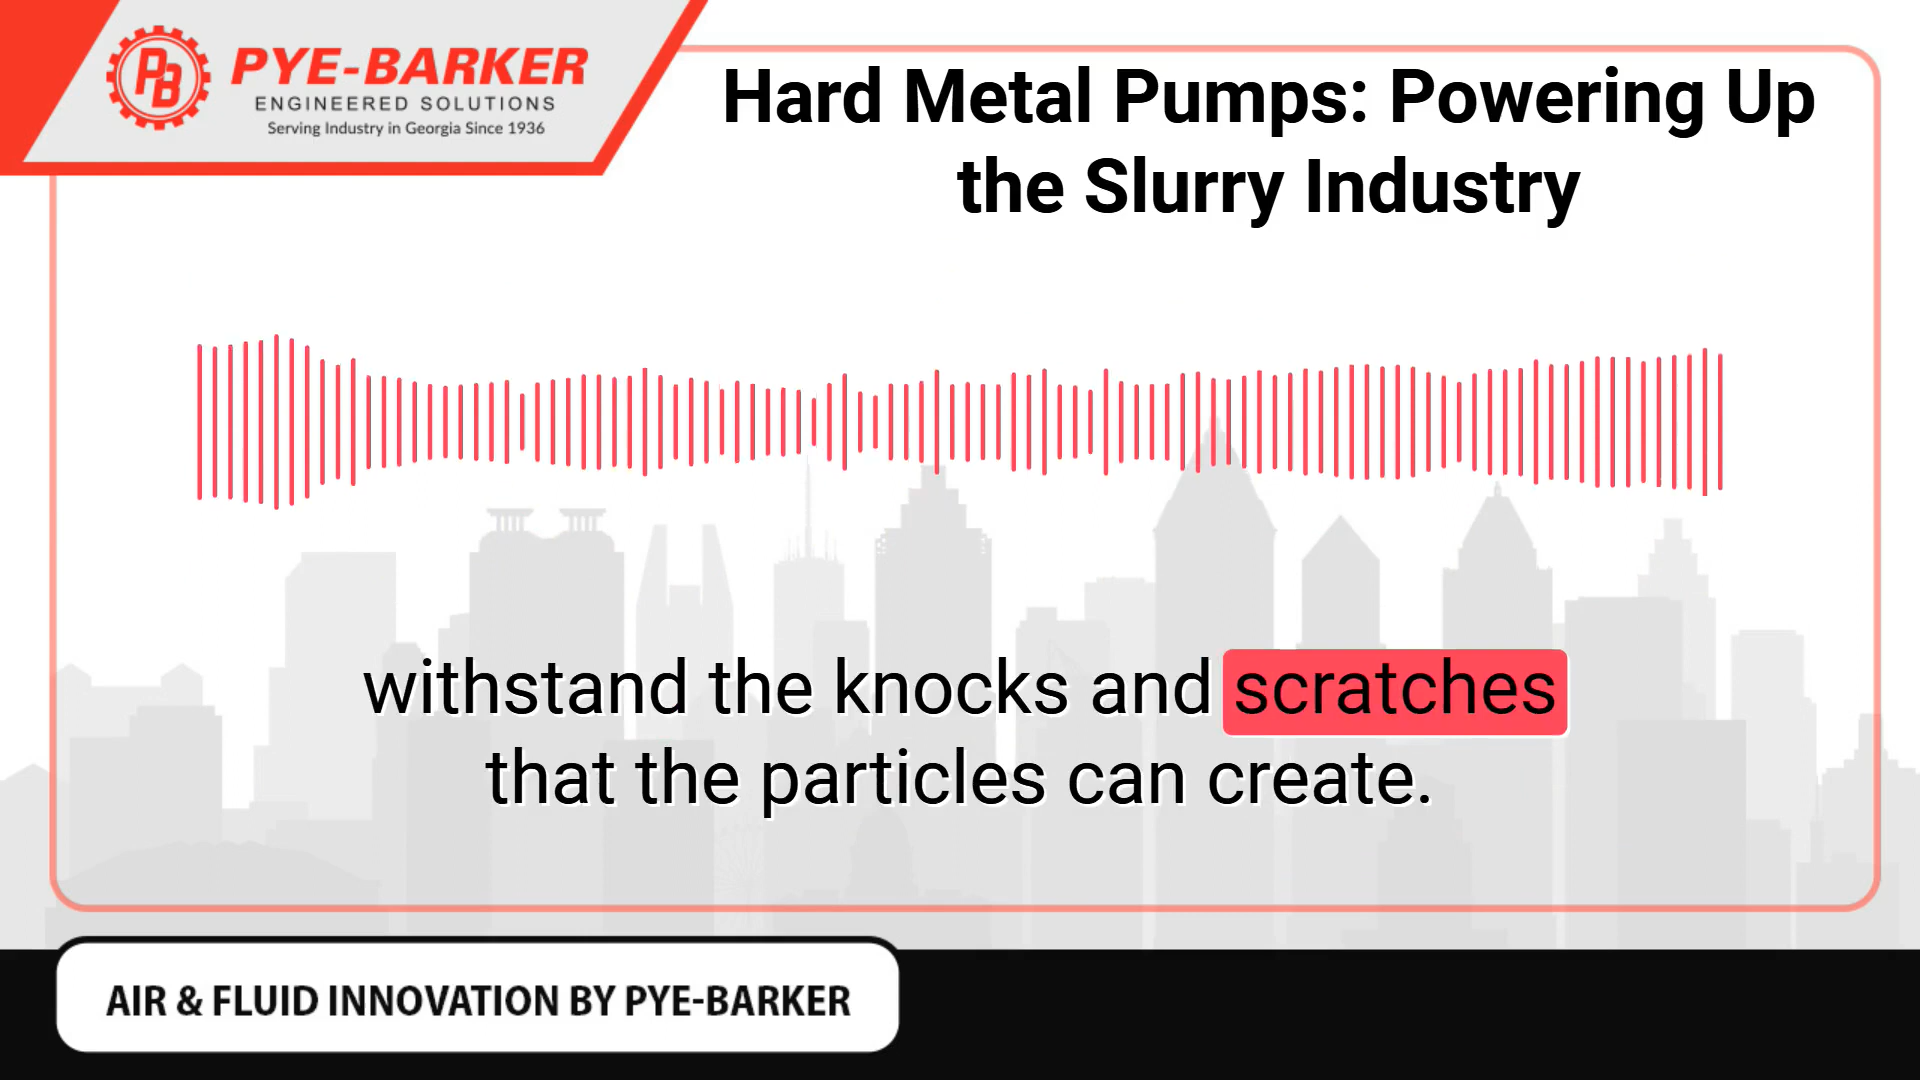 PB
PYE-BARKER
ENGINEERED SOLUTIONS
Serving Industry in Georgia Since 1936
Hard Metal Pumps: Powering Up
the Slurry Industry
withstand the knocks and scratches
that the particles can create.
AIR & FLUID INNOVATION BY PYE-BARKER